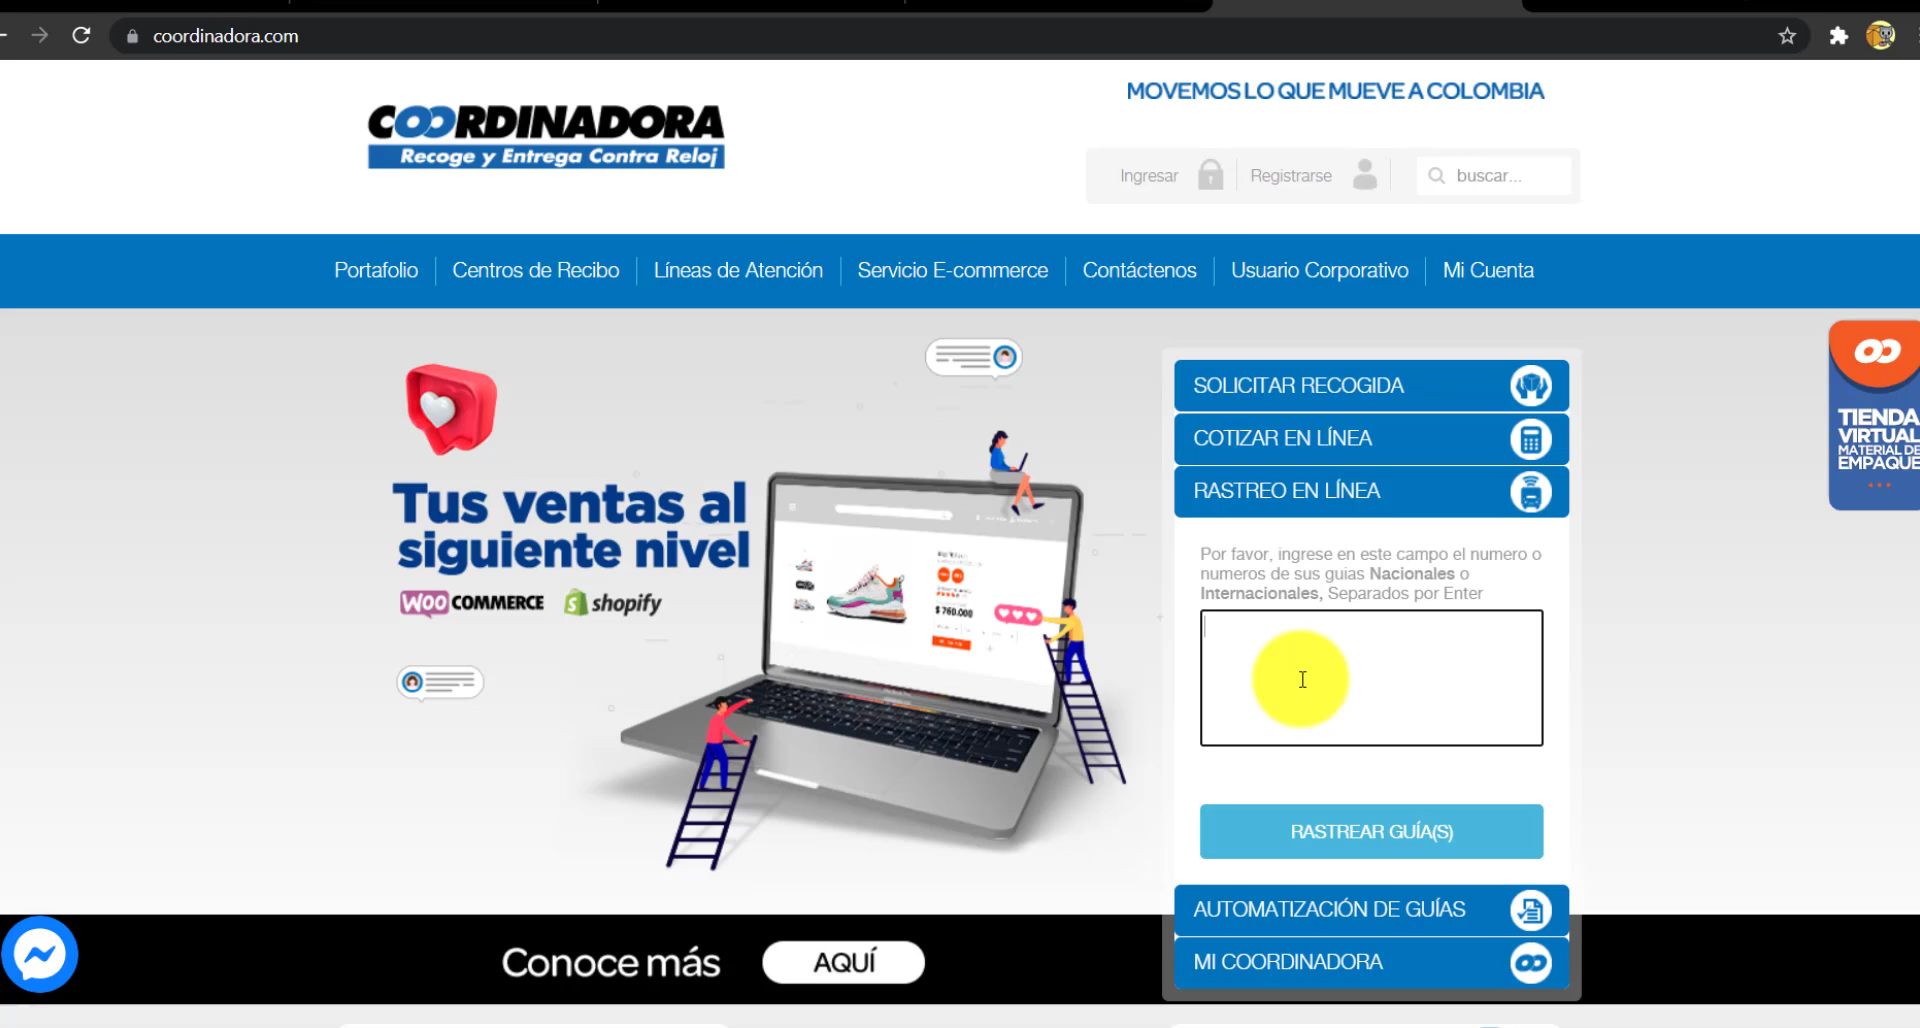 coordinadora.com
MOVEMOS LO QUE MUEVE A COLOMBIA
COORDINADORA
Recoge y Entrega Contra Reloj
Ingresar
Registrarse
buscar...
Portafolio
Centros de Recibo
Líneas de Atención
Servicio E-commerce
Contáctenos
Usuario Corporativo
Mi Cuenta
Tus ventas al
siguiente nivel
WOO COMMERCE
shopify
$ 760.000
SOLICITAR RECOGIDA
COTIZAR EN LÍNEA
RASTREO EN LÍNEA
Por favor, ingrese en este campo el numero o
numeros de sus guias Nacionales o
Internacionales, Separados por Enter
RASTREAR GUÍA(S)
AUTOMATIZACIÓN DE GUÍAS
MI COORDINADORA
TIENDA
VIRTUAL
MATERIAL DE
EMPAQUE
Conoce más
AQUÍ